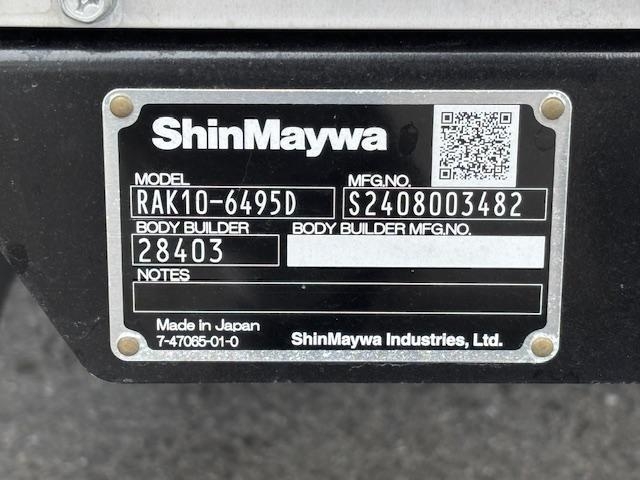 ShinMaywa
MODEL MFG.NO.
RAK10-6495D S2408003482
BODY BUILDER BODY BUILDER MFG.NO.
28403
NOTES
Made in Japan
7-47065-01-0 ShinMaywa Industries, Ltd.